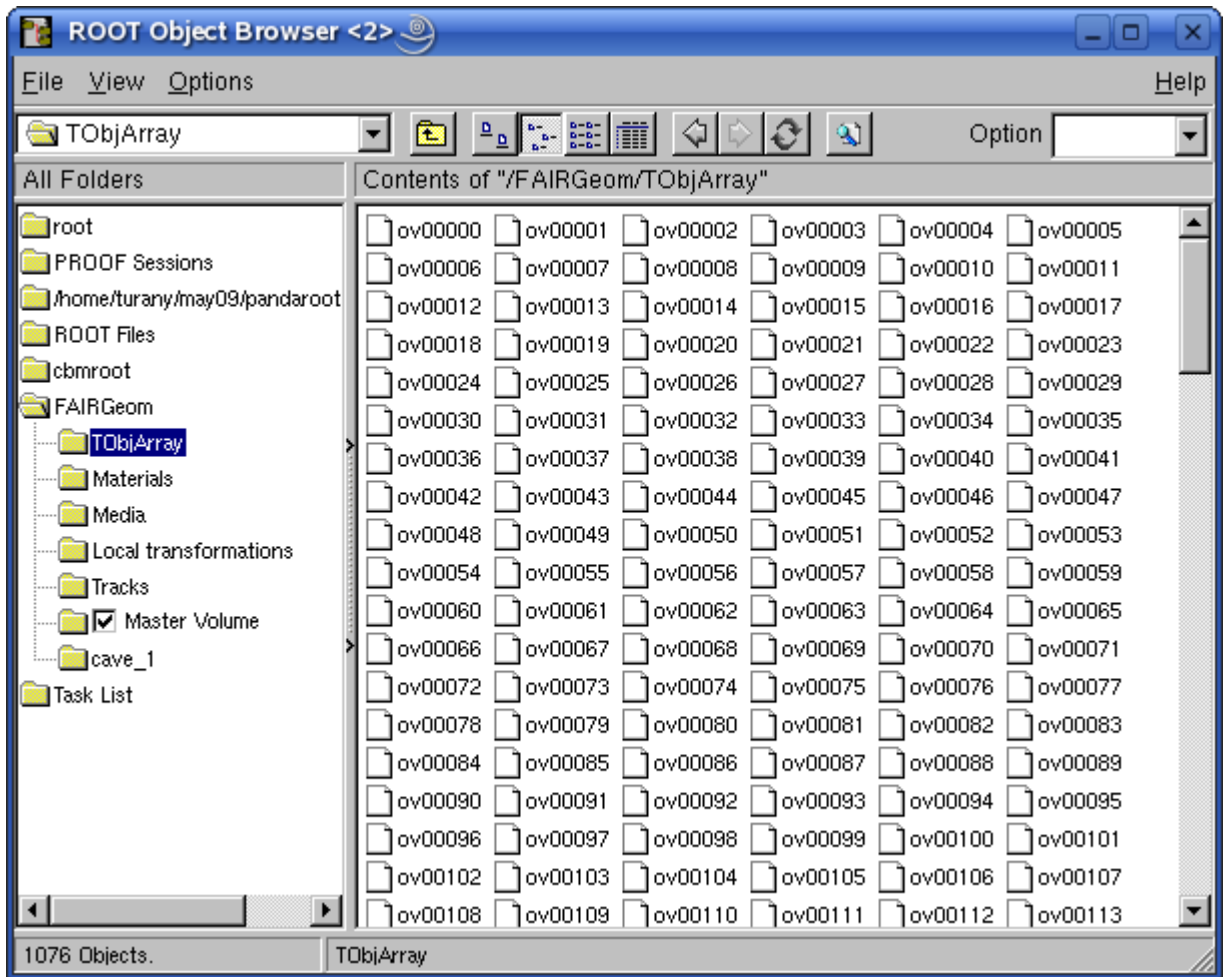 ROOT Object Browser <2>
File View Options Help
TObjArray Option
All Folders Contents of "/FAIRGeom/TObjArray"
root
PROOF Sessions
/home/turany/may09/pandaroot
ROOT Files
cbmroot
FAIRGeom
TObjArray
Materials
Media
Local transformations
Tracks
Master Volume
cave_1
Task List
ov00000 ov00001 ov00002 ov00003 ov00004 ov00005
ov00006 ov00007 ov00008 ov00009 ov00010 ov00011
ov00012 ov00013 ov00014 ov00015 ov00016 ov00017
ov00018 ov00019 ov00020 ov00021 ov00022 ov00023
ov00024 ov00025 ov00026 ov00027 ov00028 ov00029
ov00030 ov00031 ov00032 ov00033 ov00034 ov00035
ov00036 ov00037 ov00038 ov00039 ov00040 ov00041
ov00042 ov00043 ov00044 ov00045 ov00046 ov00047
ov00048 ov00049 ov00050 ov00051 ov00052 ov00053
ov00054 ov00055 ov00056 ov00057 ov00058 ov00059
ov00060 ov00061 ov00062 ov00063 ov00064 ov00065
ov00066 ov00067 ov00068 ov00069 ov00070 ov00071
ov00072 ov00073 ov00074 ov00075 ov00076 ov00077
ov00078 ov00079 ov00080 ov00081 ov00082 ov00083
ov00084 ov00085 ov00086 ov00087 ov00088 ov00089
ov00090 ov00091 ov00092 ov00093 ov00094 ov00095
ov00096 ov00097 ov00098 ov00099 ov00100 ov00101
ov00102 ov00103 ov00104 ov00105 ov00106 ov00107
ov00108 ov00109 ov00110 ov00111 ov00112 ov00113
1076 Objects. TObjArray